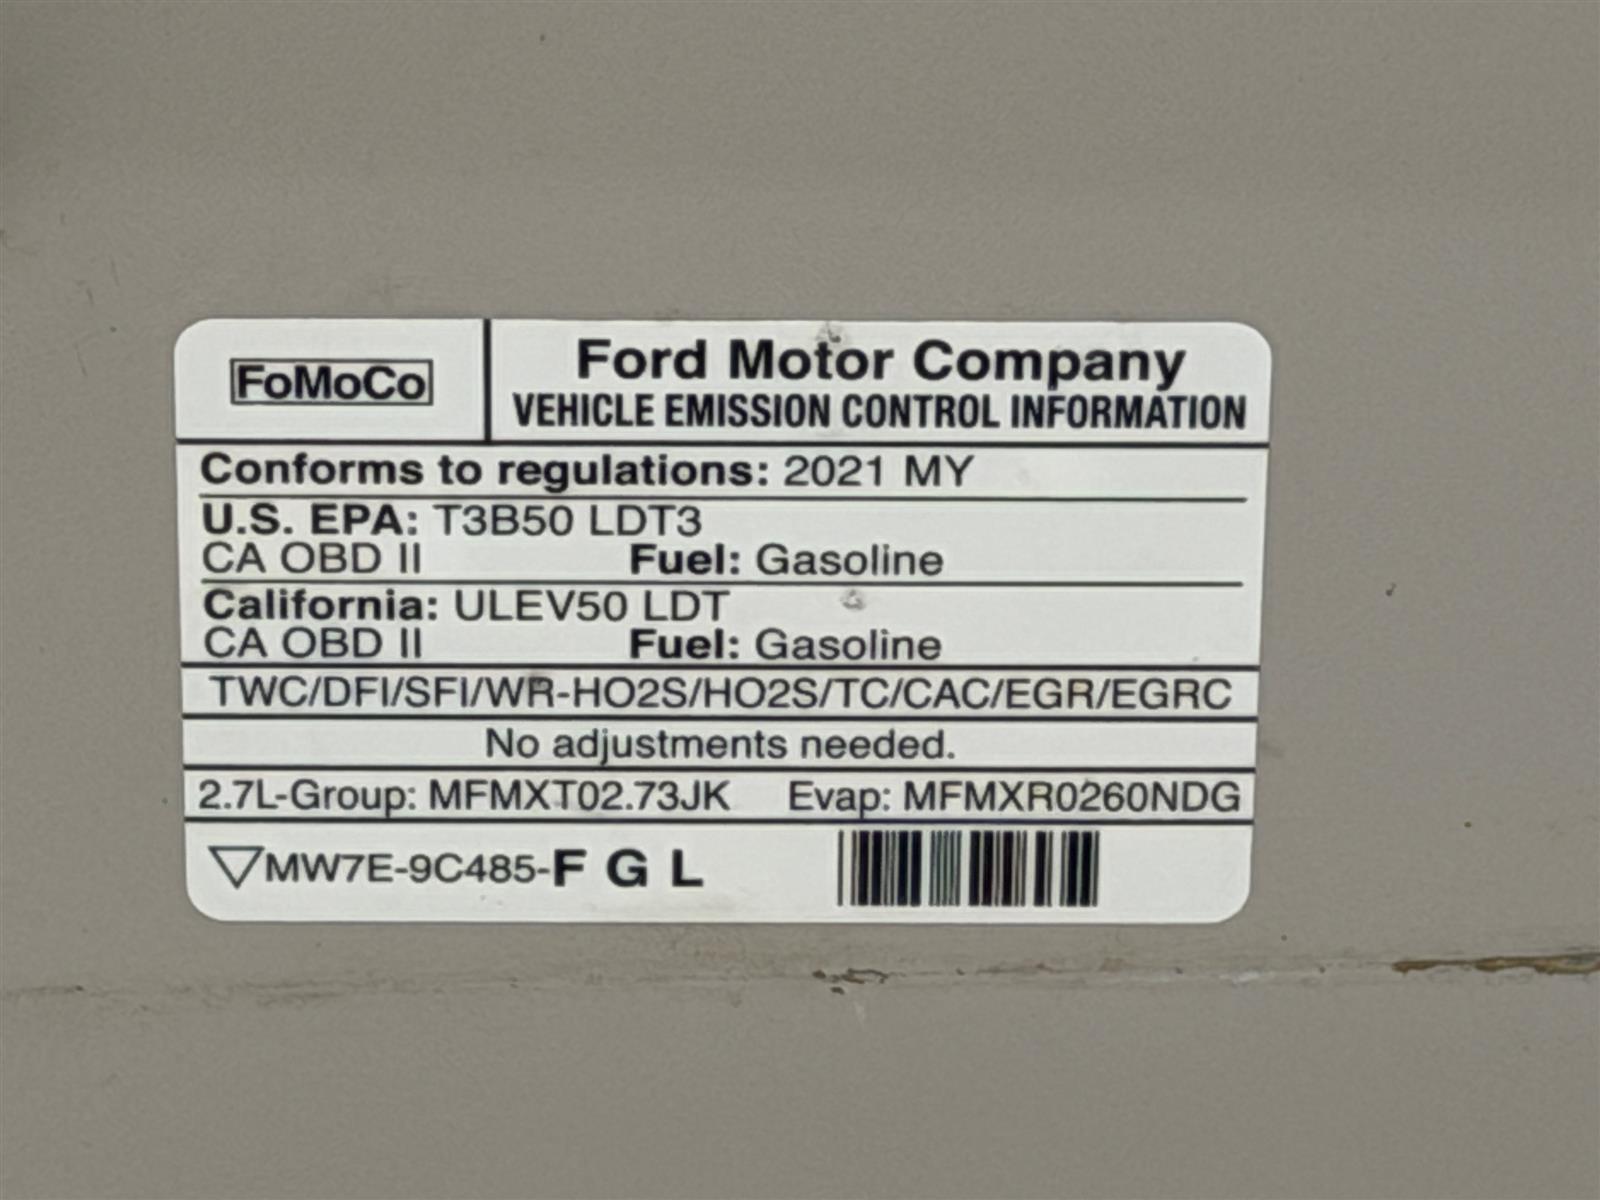 FoMoCo
Ford Motor Company
VEHICLE EMISSION CONTROL INFORMATION
Conforms to regulations: 2021 MY
U.S. EPA: T3B50 LDT3
CA OBD II Fuel: Gasoline
California: ULEV50 LDT
CA OBD II Fuel: Gasoline
TWC/DFI/SFI/WR-HO2S/HO2S/TC/CAC/EGR/EGRC
No adjustments needed.
2.7L-Group: MFMXT02.73JK Evap: MFMXR0260NDG
MW7E-9C485-F G L